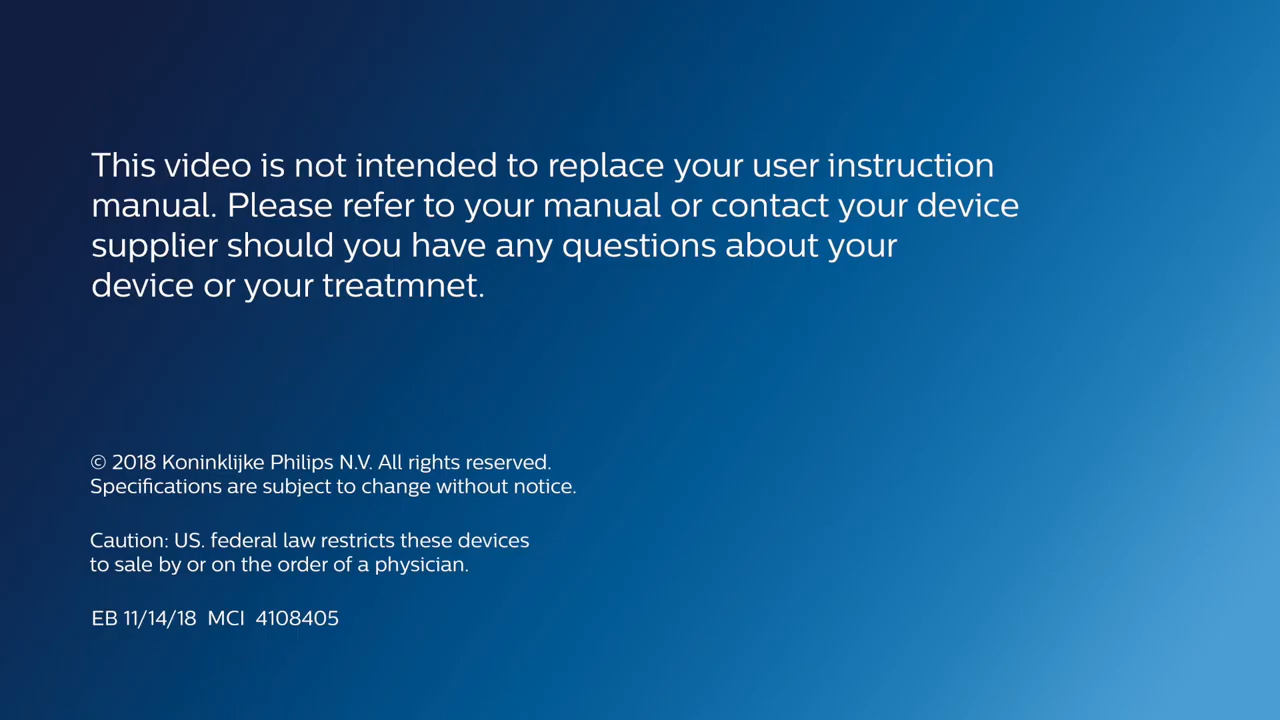 This video is not intended to replace your user instruction
manual. Please refer to your manual or contact your device
supplier should you have any questions about your
device or your treatmnet.
© 2018 Koninklijke Philips N.V. All rights reserved.
Specifications are subject to change without notice.
Caution: US. federal law restricts these devices
to sale by or on the order of a physician.
EB 11/14/18  MCI  4108405